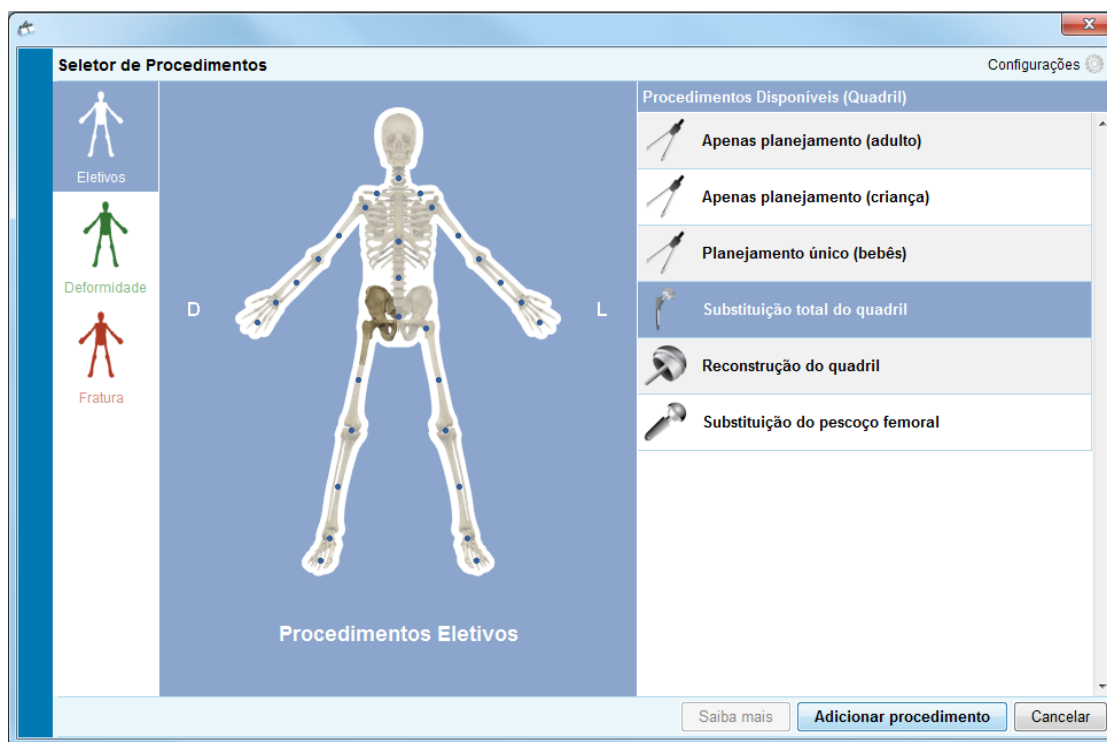 Seletor de Procedimentos
Configurações
Eletivos
Deformidade
Fratura
D
L
Procedimentos Eletivos
Procedimentos Disponíveis (Quadril)
Apenas planejamento (adulto)
Apenas planejamento (criança)
Planejamento único (bebês)
Substituição total do quadril
Reconstrução do quadril
Substituição do pescoço femoral
Saiba mais
Adicionar procedimento
Cancelar